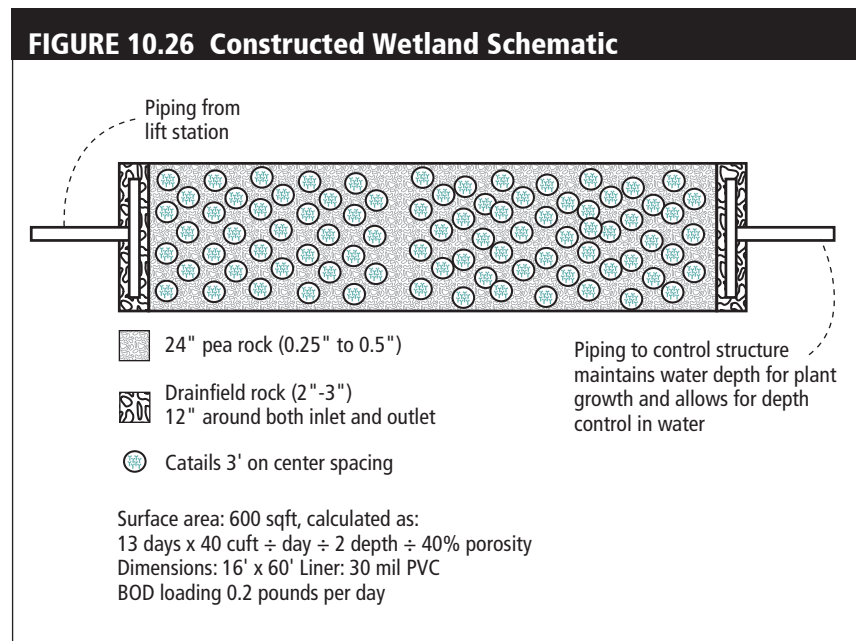 FIGURE 10.26 Constructed Wetland Schematic
Piping from
lift station
24" pea rock (0.25" to 0.5")
Drainfield rock (2"-3")
12" around both inlet and outlet
Catails 3' on center spacing
Piping to control structure
maintains water depth for plant
growth and allows for depth
control in water
Surface area: 600 sqft, calculated as:
13 days x 40 cuft ÷ day ÷ 2 depth ÷ 40% porosity
Dimensions: 16' x 60' Liner: 30 mil PVC
BOD loading 0.2 pounds per day